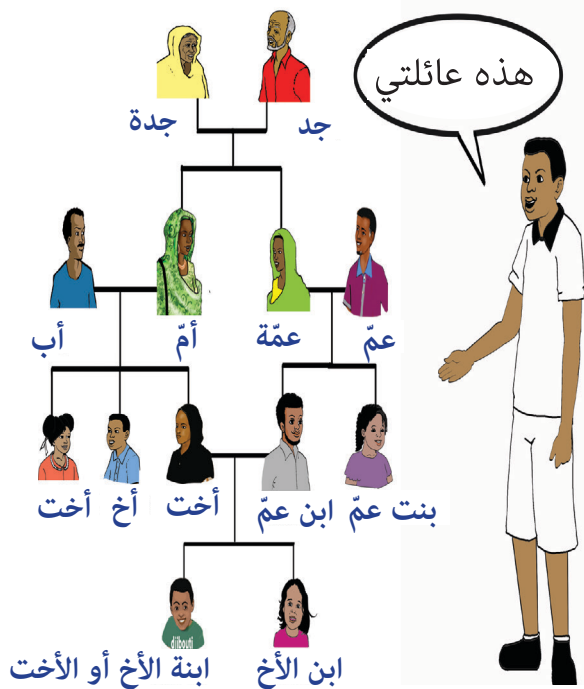 هذه عائلتي
جد
جدة
عمّ
عمّة
أمّ
أب
بنت عمّ
ابن عمّ
أخت
أخ
أخت
djibouti
ابن الأخ
ابنة الأخ أو الأخت